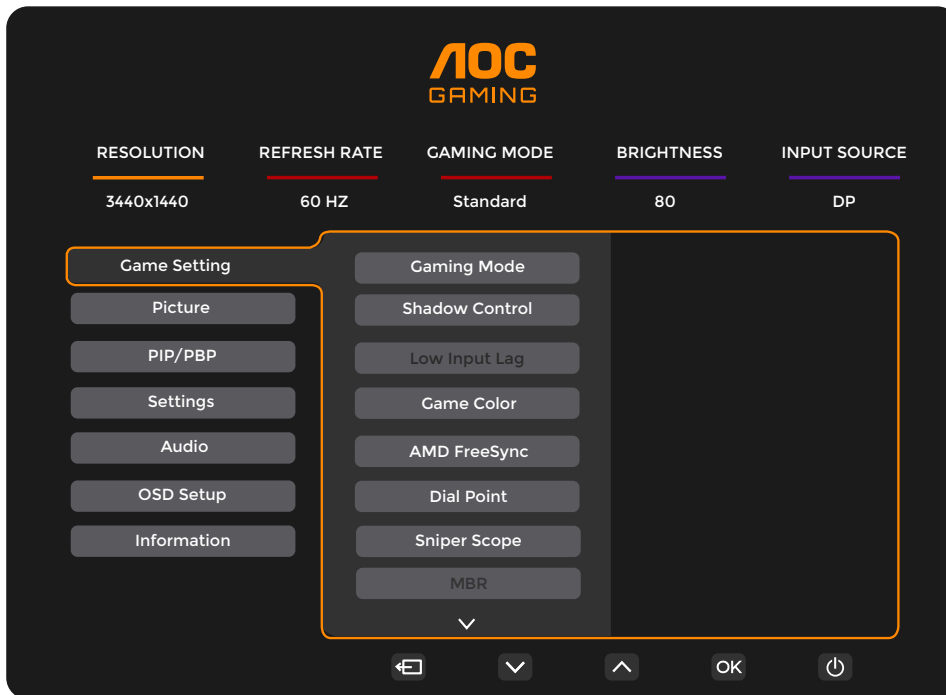 AOC
GAMING
RESOLUTION REFRESH RATE GAMING MODE BRIGHTNESS INPUT SOURCE
3440x1440 60 HZ Standard 80 DP
Game Setting
Picture
PIP/PBP
Settings
Audio
OSD Setup
Information
Gaming Mode
Shadow Control
Low Input Lag
Game Color
AMD FreeSync
Dial Point
Sniper Scope
MBR
OK